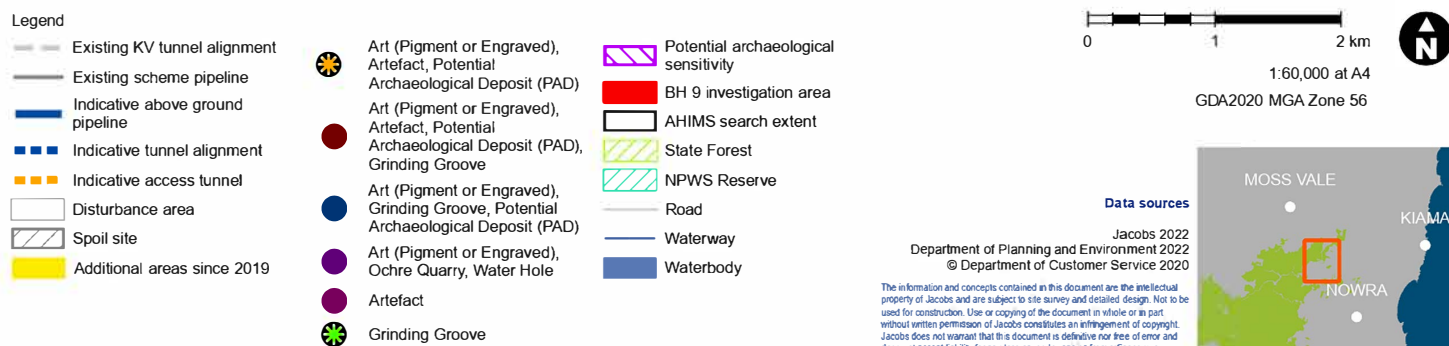 Legend
Existing KV tunnel alignment
Existing scheme pipeline
Indicative above ground
pipeline
Indicative tunnel alignment
Indicative access tunnel
Disturbance area
Spoil site
Additional areas since 2019
Art (Pigment or Engraved),
Artefact, Potential
Archaeological Deposit (PAD)
Art (Pigment or Engraved),
Artefact, Potential
Archaeological Deposit (PAD),
Grinding Groove
Art (Pigment or Engraved),
Grinding Groove, Potential
Archaeological Deposit (PAD)
Art (Pigment or Engraved),
Ochre Quarry, Water Hole
Artefact
Grinding Groove
Potential archaeological
sensitivity
BH 9 investigation area
AHIMS search extent
State Forest
NPWS Reserve
Road
Waterway
Waterbody
0 1 2 km
N
1:60,000 at A4
GDA2020 MGA Zone 56
Data sources
Jacobs 2022
Department of Planning and Environment 2022
© Department of Customer Service 2020
The information and concepts contained in this document are the intellectual
property of Jacobs and are subject to site survey and detailed design. Not to be
used for construction. Use or copying of the document in whole or in part
without written permission of Jacobs constitutes an infringement of copyright.
Jacobs does not warrant that this document is definitive nor free of error and
MOSS VALE
KIAMA
NOWRA